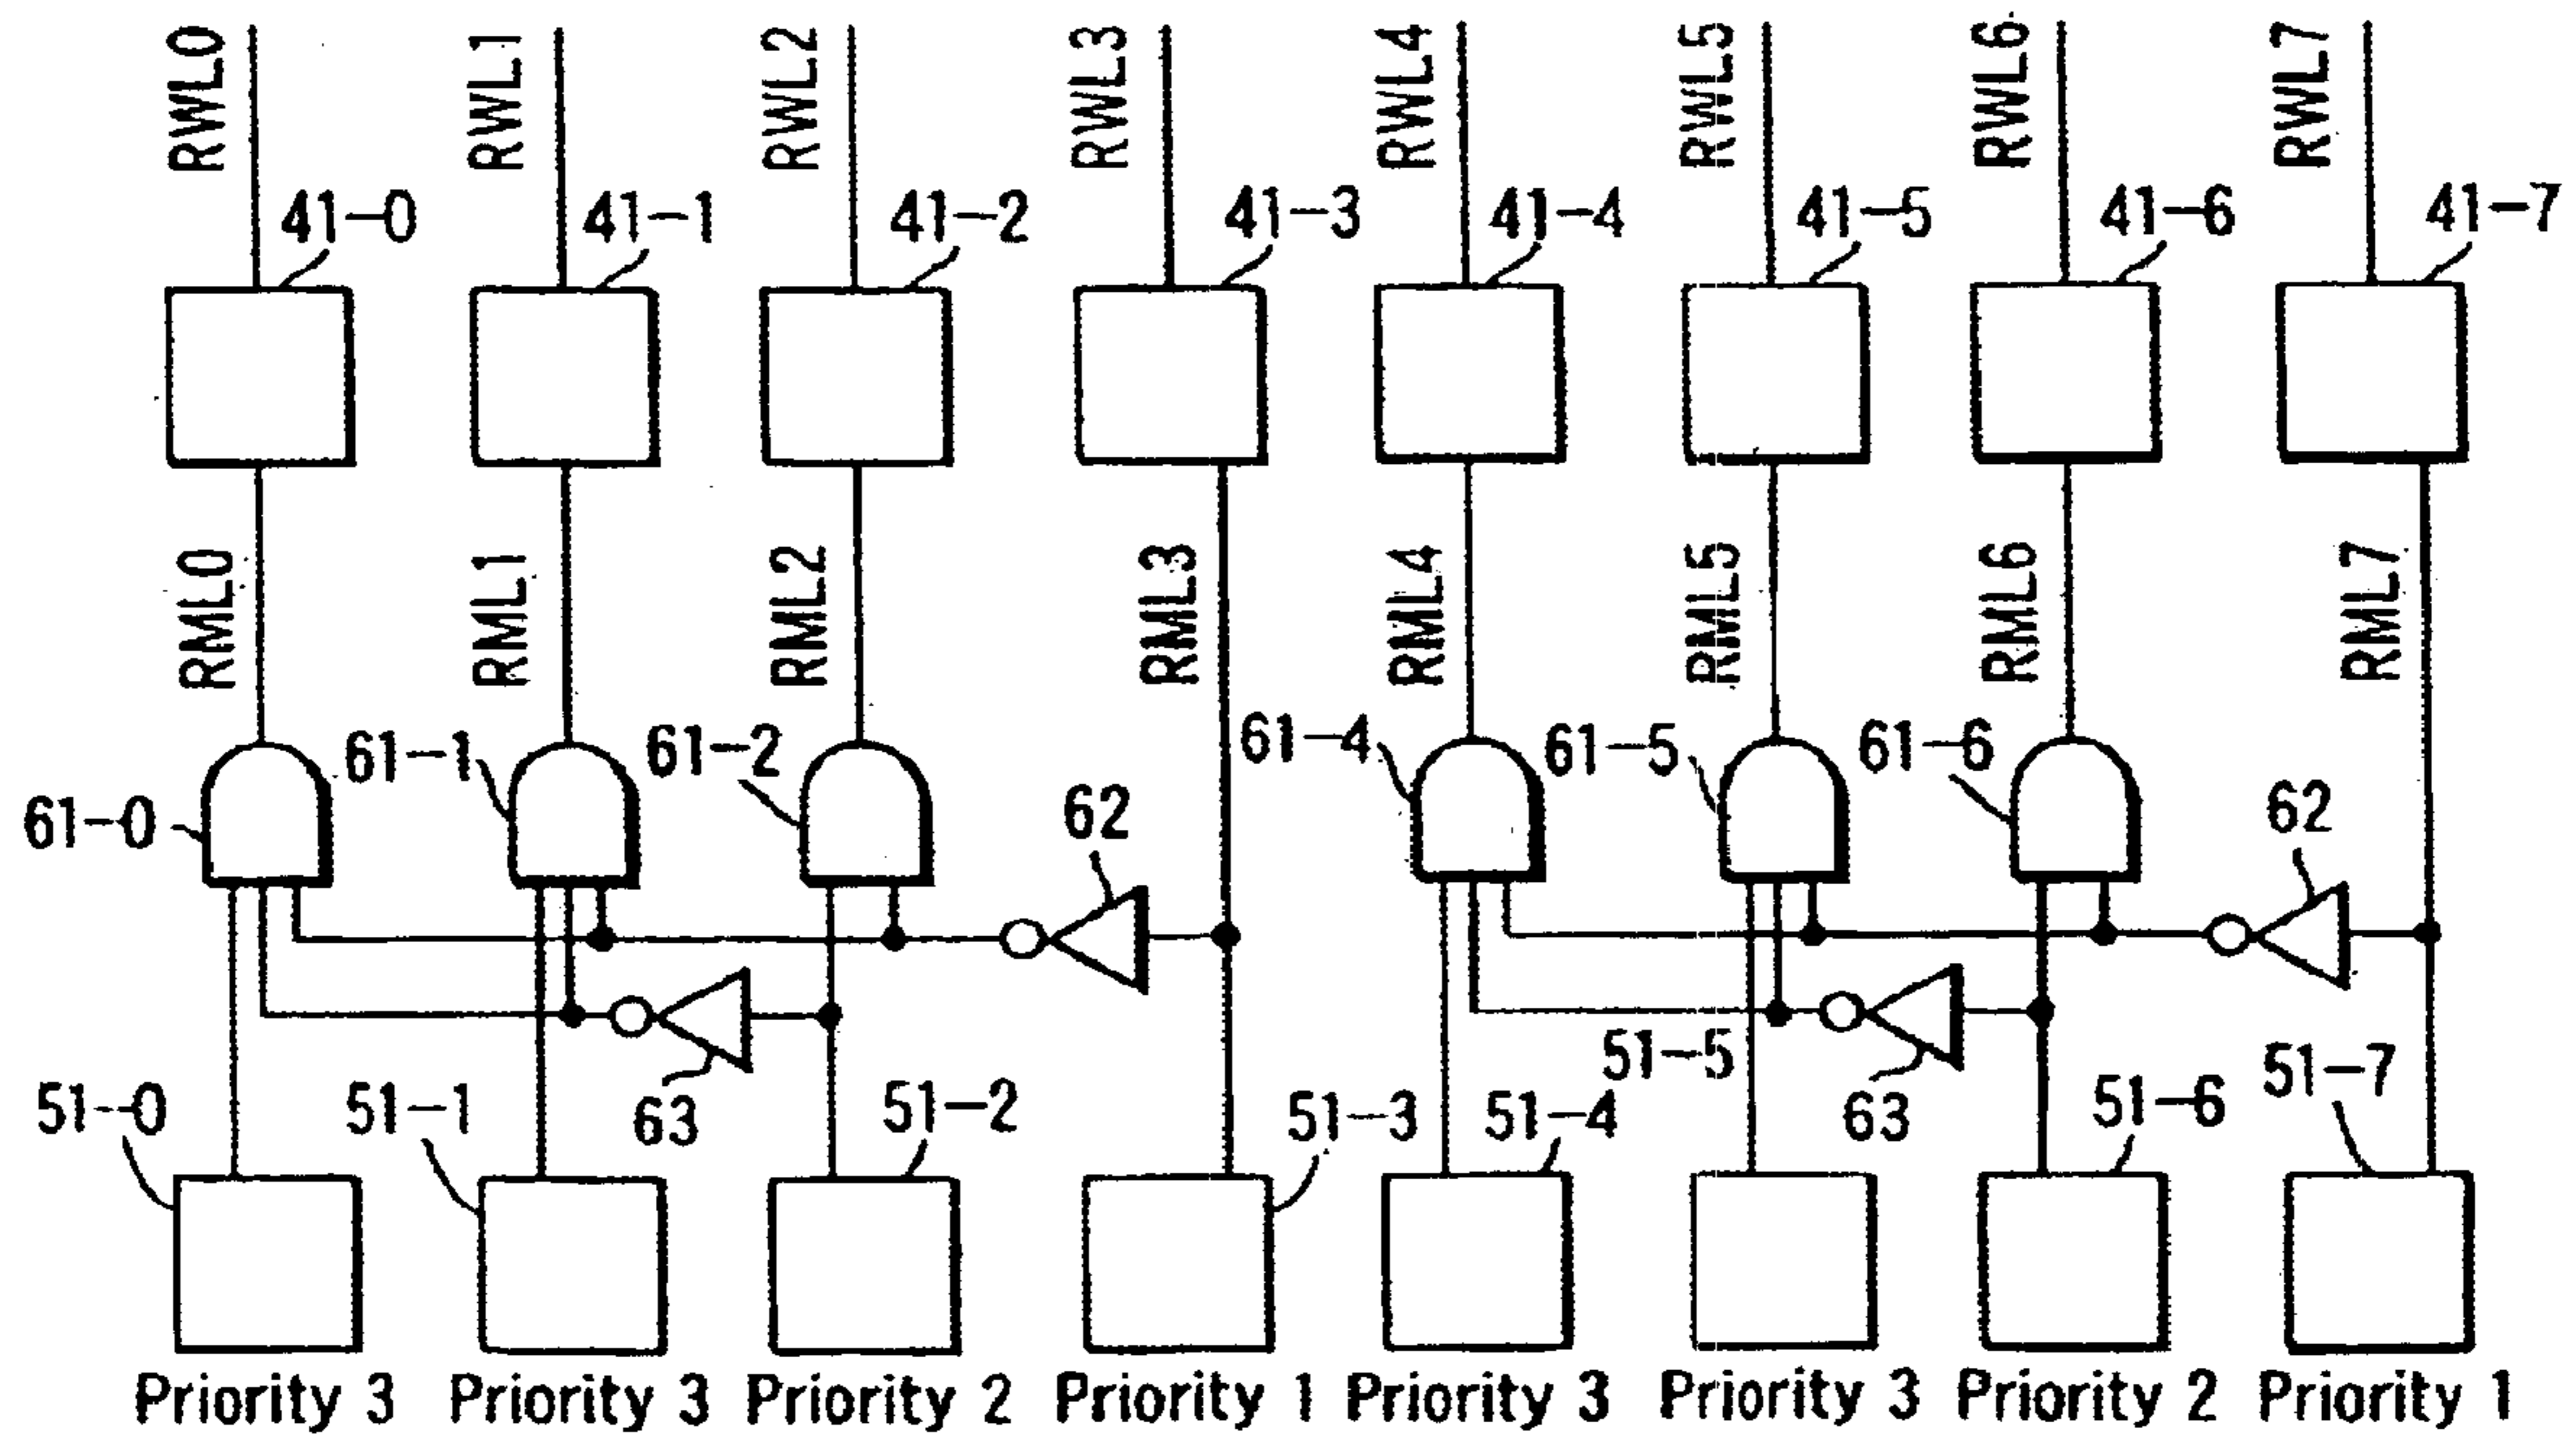 RWL0 RWL1 RWL2 RWL3 RWL4 RWL5 RWL6 RWL7
41-0 41-1 41-2 41-3 41-4 41-5 41-6 41-7
RML0 RML1 RML2 RML3 RML4 RML5 RML6 RML7
61-0 61-1 61-2 62 61-4 61-5 61-6 62
51-0 51-1 63 51-2 51-3 51-4 51-5 63 51-6 51-7
Priority 3 Priority 3 Priority 2 Priority 1 Priority 3 Priority 3 Priority 2 Priority 1